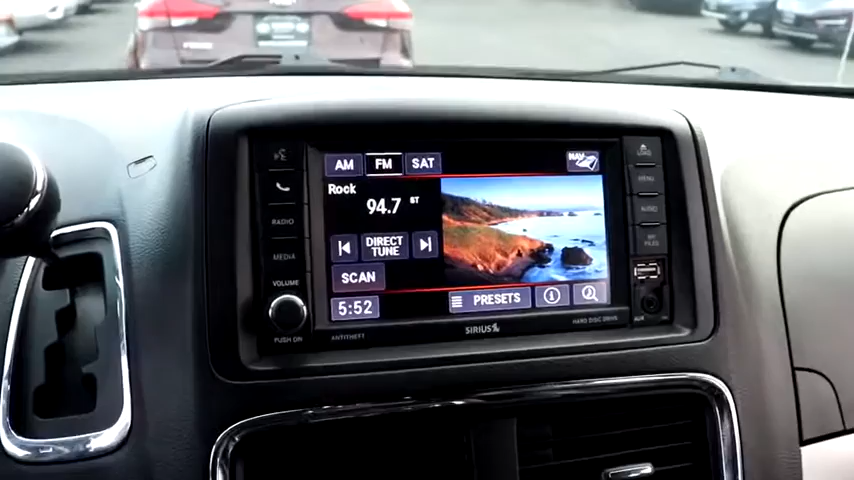 AM FM SAT NAV
LOAD
MENU
Rock
94.7 ST
RADIO
AUDIO
MEDIA
DIRECT TUNE
MY FILES
SCAN
VOLUME
5:52
PRESETS
PUSH ON
ANTITHEFT
SIRIUS
HARD DISC DRIVE
AUX